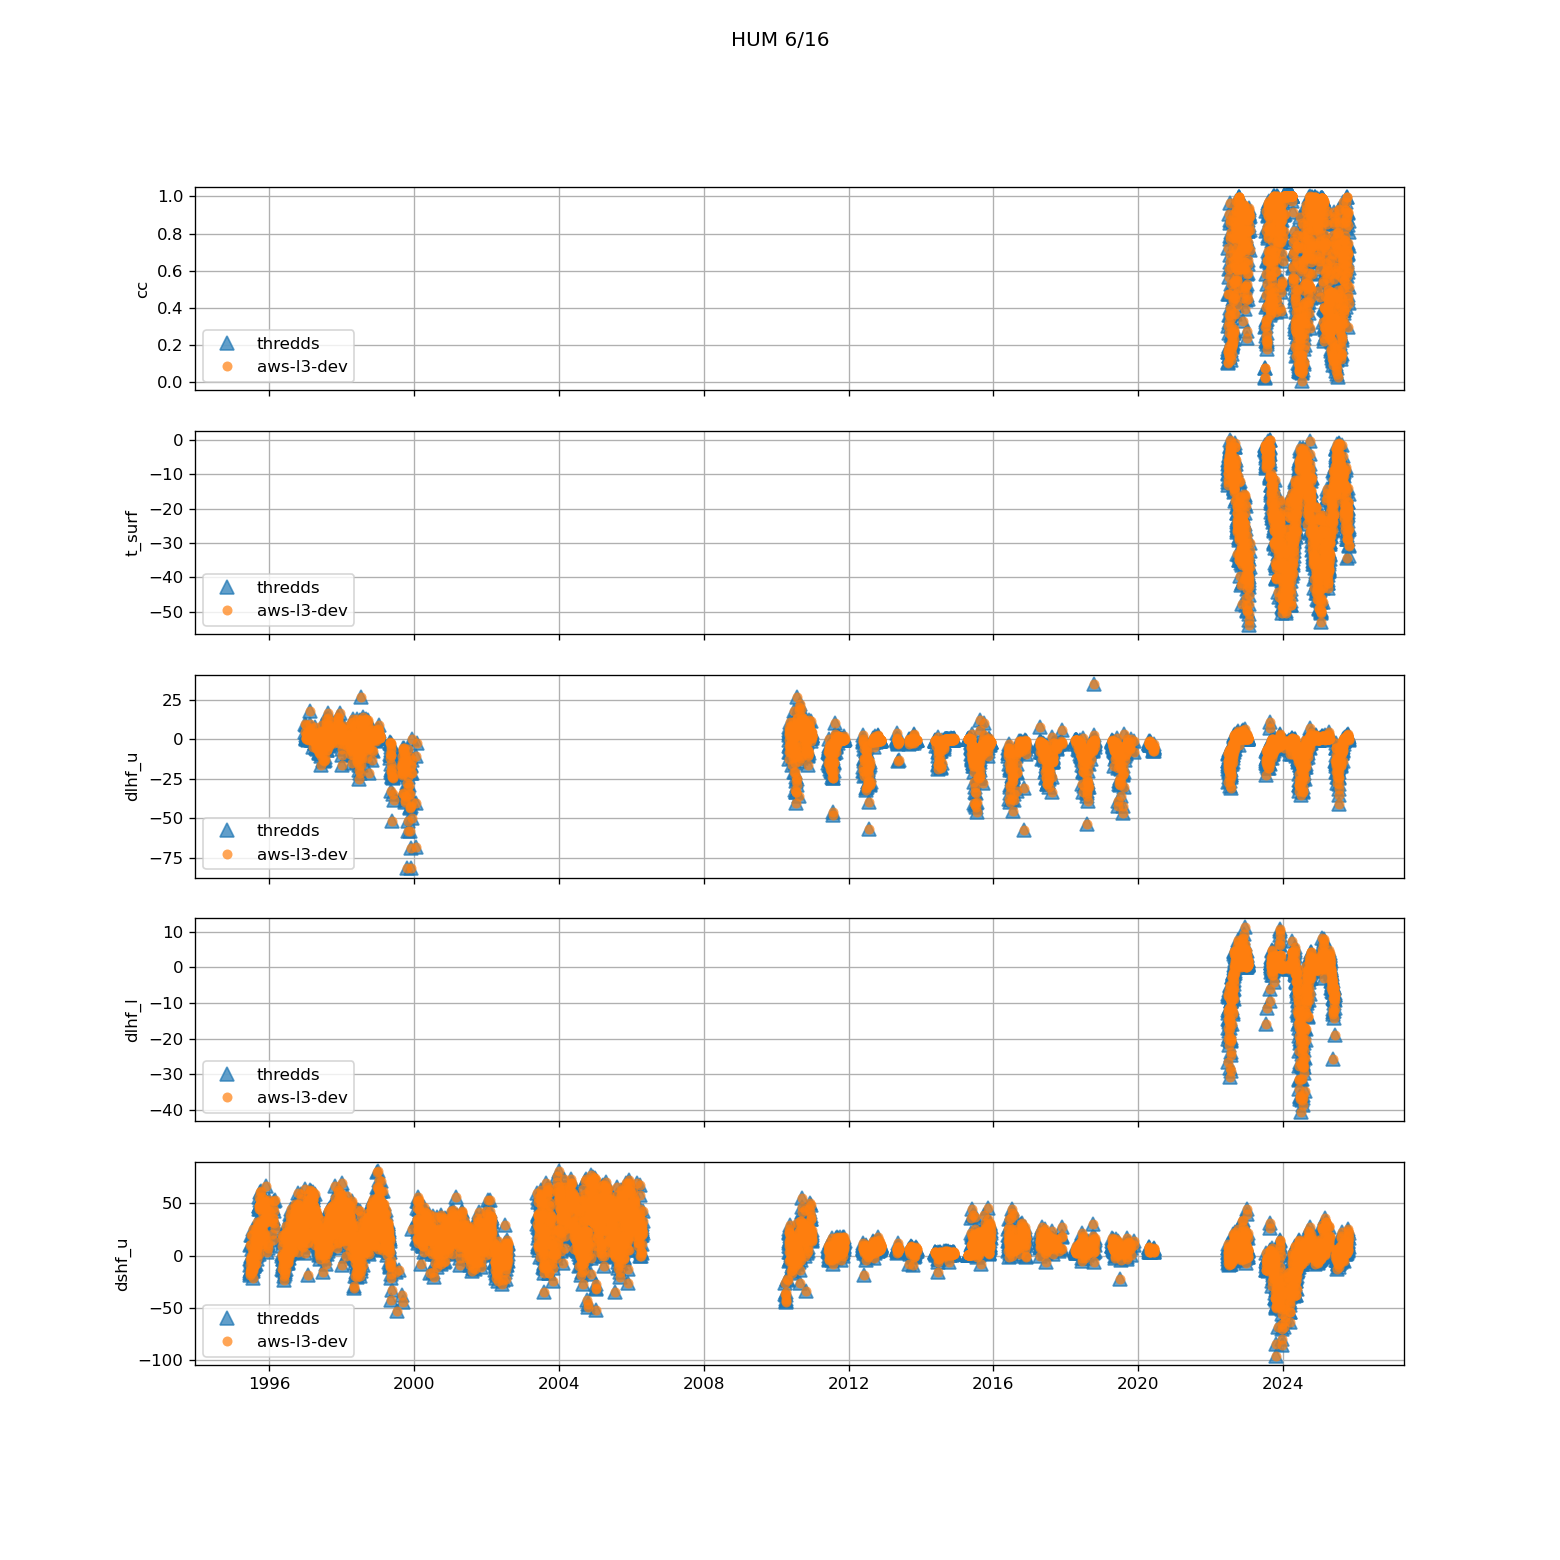 HUM 6/16
1.0
0.8
0.6
0.4
0.2
0.0
cc
thredds
aws-l3-dev
0
−10
−20
−30
−40
−50
t_surf
thredds
aws-l3-dev
25
0
−25
−50
−75
dlhf_u
thredds
aws-l3-dev
10
0
−10
−20
−30
−40
dlhf_l
thredds
aws-l3-dev
50
0
−50
−100
dshf_u
thredds
aws-l3-dev
1996 2000 2004 2008 2012 2016 2020 2024